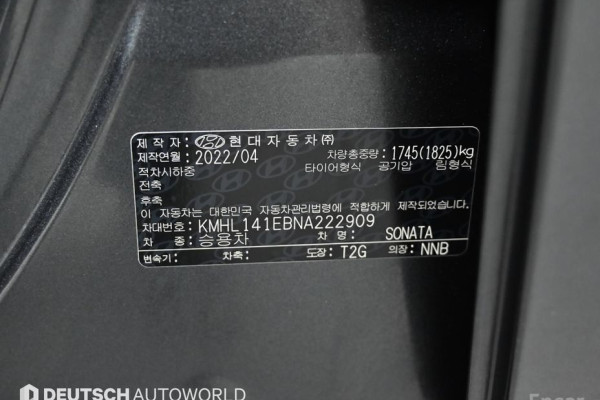 제 작 자: 현대자동차㈜
제작연월: 2022/04 차량총중량: 1745(1825)kg
적차시하중 타이어형식 공기압 림형식
전축
후축
이 자동차는 대한민국 자동차관리법령에 적합하게 제작되었습니다.
차대번호: KMHL141EBNA222909
차 종: 승용차 차 명: SONATA
변속기: 차축: 도장: T2G 의장: NNB
DEUTSCH AUTOWORLD
Encar